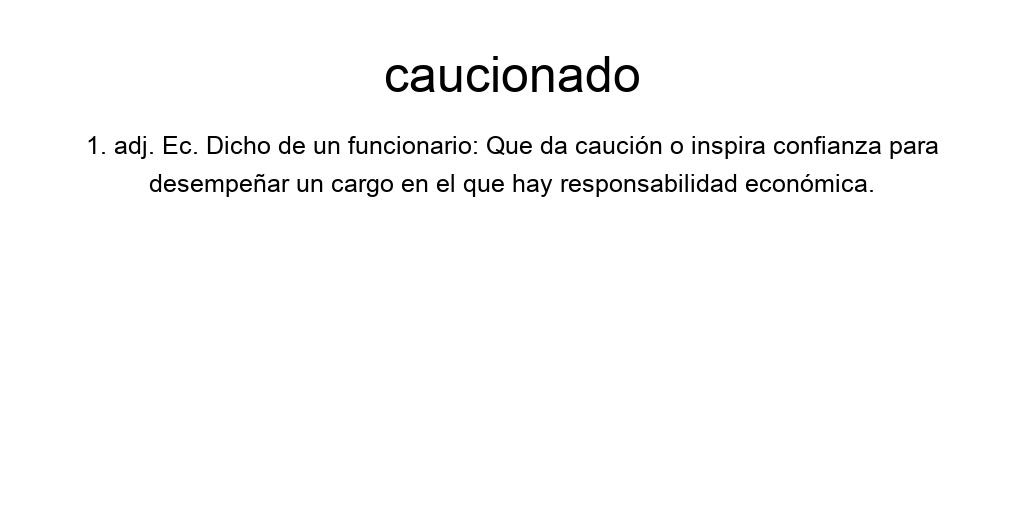 caucionado
1. adj. Ec. Dicho de un funcionario: Que da caución o inspira confianza para
desempeñar un cargo en el que hay responsabilidad económica.